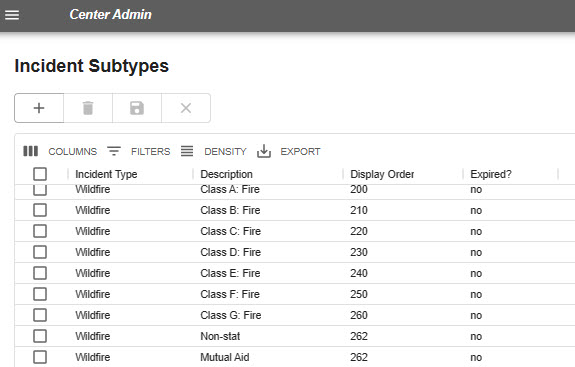 Center Admin
Incident Subtypes
COLUMNS FILTERS DENSITY EXPORT
Incident Type Description Display Order Expired?
Wildfire Class A: Fire 200 no
Wildfire Class B: Fire 210 no
Wildfire Class C: Fire 220 no
Wildfire Class D: Fire 230 no
Wildfire Class E: Fire 240 no
Wildfire Class F: Fire 250 no
Wildfire Class G: Fire 260 no
Wildfire Non-stat 262 no
Wildfire Mutual Aid 262 no